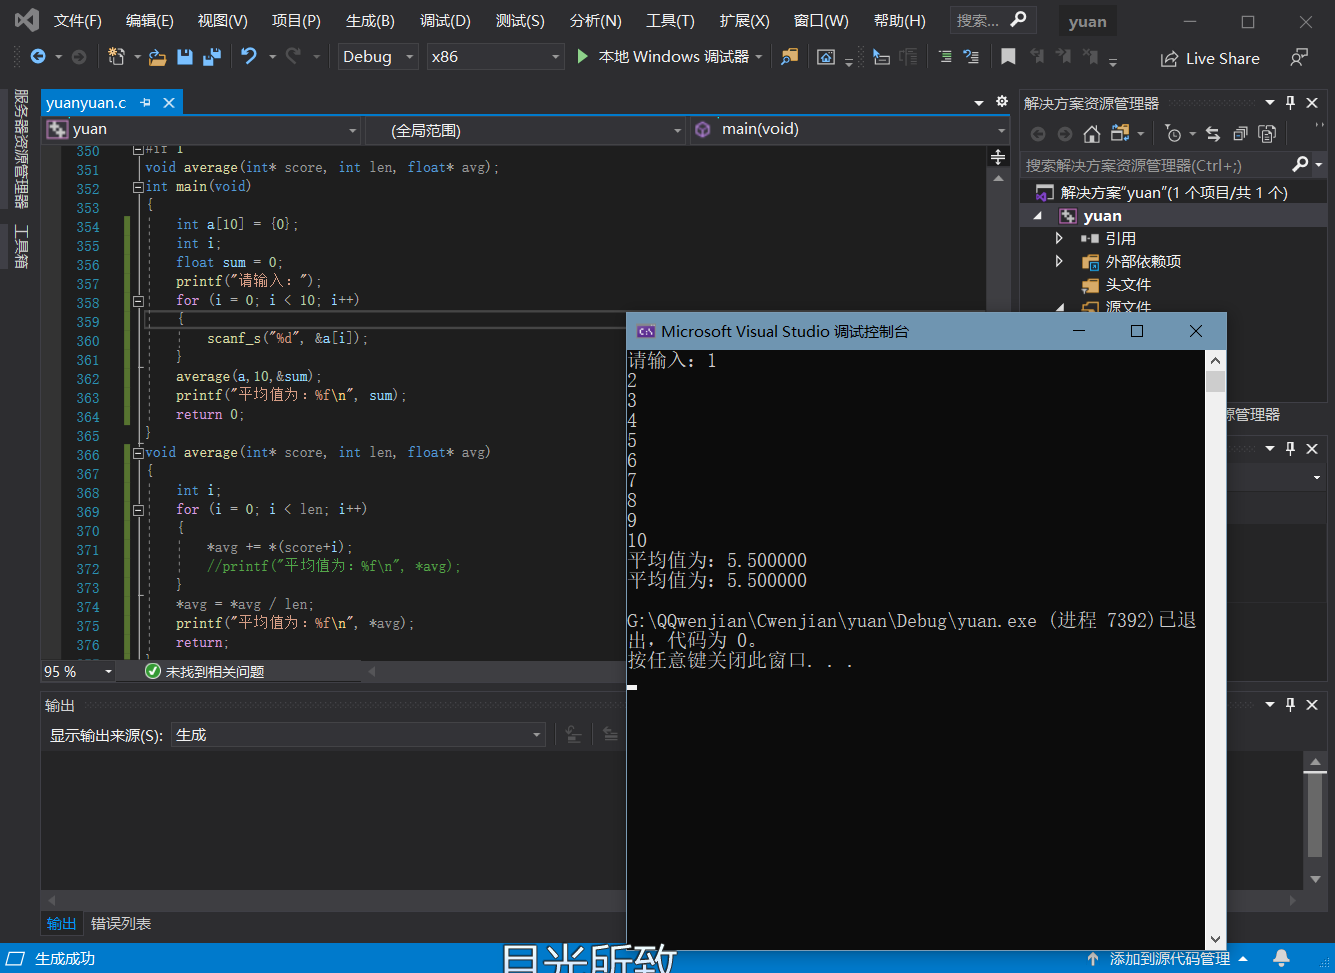 文件(F) 编辑(E) 视图(V) 项目(P) 生成(B) 调试(D) 测试(S) 分析(N) 工具(T) 扩展(X) 窗口(W) 帮助(H) 搜索... yuan
Debug x86 本地 Windows 调试器 Live Share
服务器资源管理器
工具箱
yuanyuan.c
yuan (全局范围) main(void)
350 #if 1
351 void average(int* score, int len, float* avg);
352 int main(void)
353 {
354 int a[10] = {0};
355 int i;
356 float sum = 0;
357 printf("请输入：");
358 for (i = 0; i < 10; i++)
359 {
360 scanf_s("%d", &a[i]);
361 }
362 average(a,10,&sum);
363 printf("平均值为：%f\n", sum);
364 return 0;
365 }
366 void average(int* score, int len, float* avg)
367 {
368 int i;
369 for (i = 0; i < len; i++)
370 {
371 *avg += *(score+i);
372 //printf("平均值为：%f\n", *avg);
373 }
374 *avg = *avg / len;
375 printf("平均值为：%f\n", *avg);
376 return;
95 % 未找到相关问题
解决方案资源管理器
搜索解决方案资源管理器(Ctrl+;)
解决方案"yuan"(1 个项目/共 1 个)
yuan
引用
外部依赖项
头文件
源文件
源管理器
Microsoft Visual Studio 调试控制台
请输入：1
2
3
4
5
6
7
8
9
10
平均值为：5.500000
平均值为：5.500000
G:\QQwenjian\Cwenjian\yuan\Debug\yuan.exe (进程 7392)已退
出，代码为 0。
按任意键关闭此窗口. . .
输出
显示输出来源(S): 生成
输出 错误列表
生成成功 目光所致 添加到源代码管理